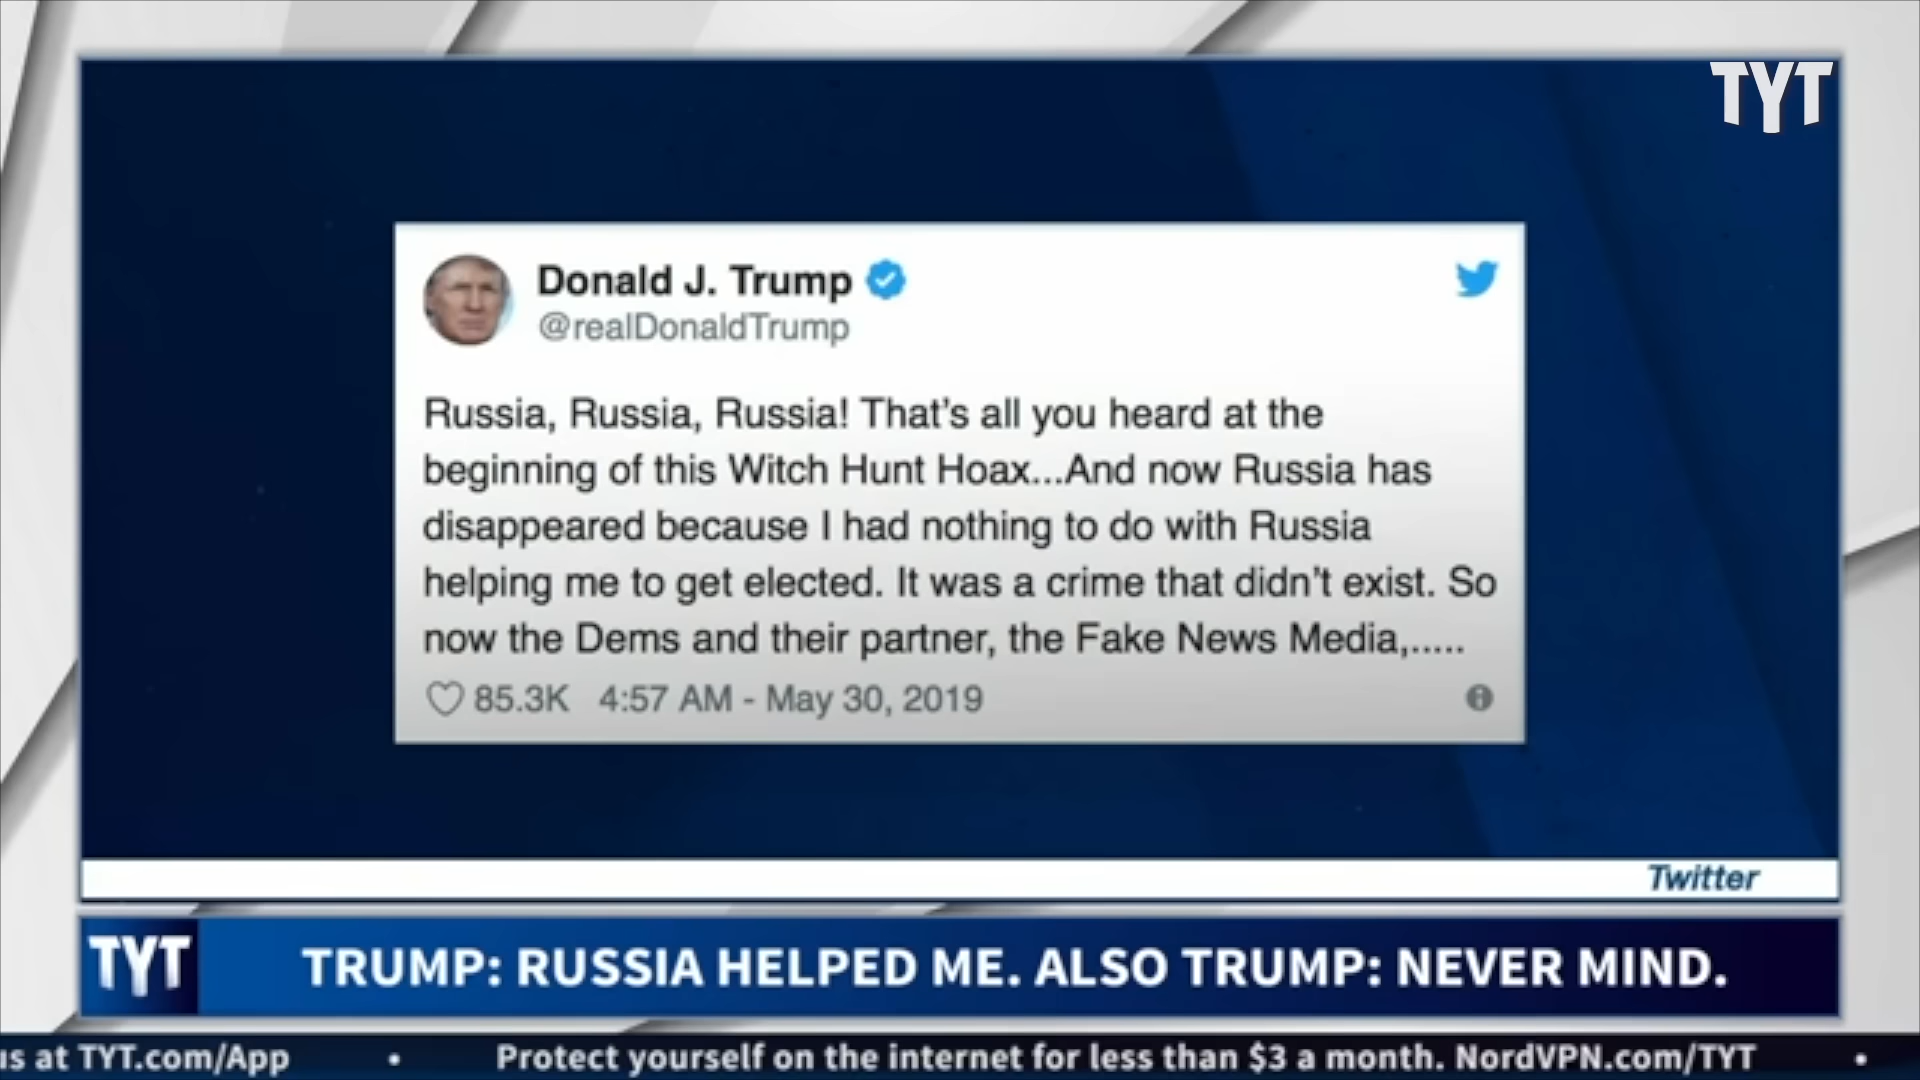 TYT
Donald J. Trump
@realDonaldTrump
Russia, Russia, Russia! That's all you heard at the
beginning of this Witch Hunt Hoax...And now Russia has
disappeared because I had nothing to do with Russia
helping me to get elected. It was a crime that didn't exist. So
now the Dems and their partner, the Fake News Media,.....
85.3K 4:57 AM - May 30, 2019
Twitter
TYT TRUMP: RUSSIA HELPED ME. ALSO TRUMP: NEVER MIND.
us at TYT.com/App • Protect yourself on the internet for less than $3 a month. NordVPN.com/TYT •